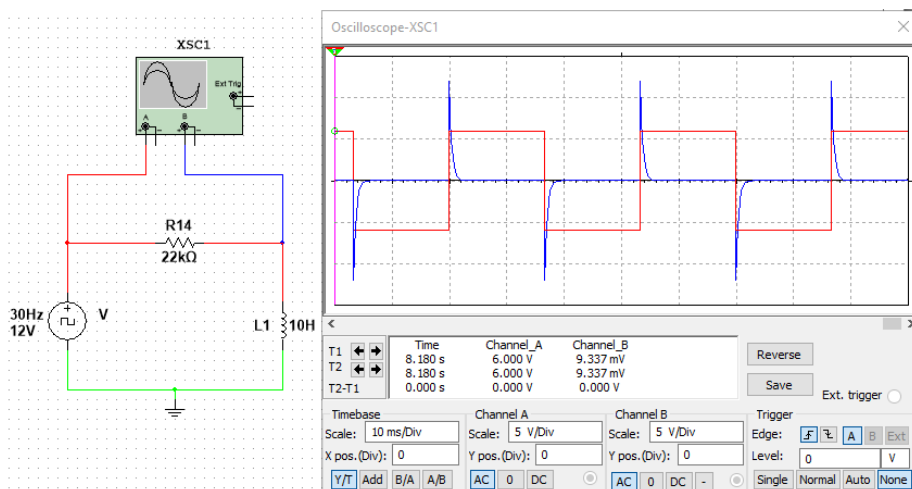 XSC1
Ext Trig
A
B
R14
22kΩ
30Hz
12V
V
L1
10H
Oscilloscope-XSC1
Time
Channel_A
Channel_B
T1
8.180 s
6.000 V
9.337 mV
T2
8.180 s
6.000 V
9.337 mV
T2-T1
0.000 s
0.000 V
0.000 V
Reverse
Save
Ext. trigger
Timebase
Scale: 10 ms/Div
X pos.(Div): 0
Y/T Add B/A A/B
Channel A
Scale: 5 V/Div
Y pos.(Div): 0
AC 0 DC
Channel B
Scale: 5 V/Div
Y pos.(Div): 0
AC 0 DC -
Trigger
Edge: A B Ext
Level: 0 V
Single Normal Auto None